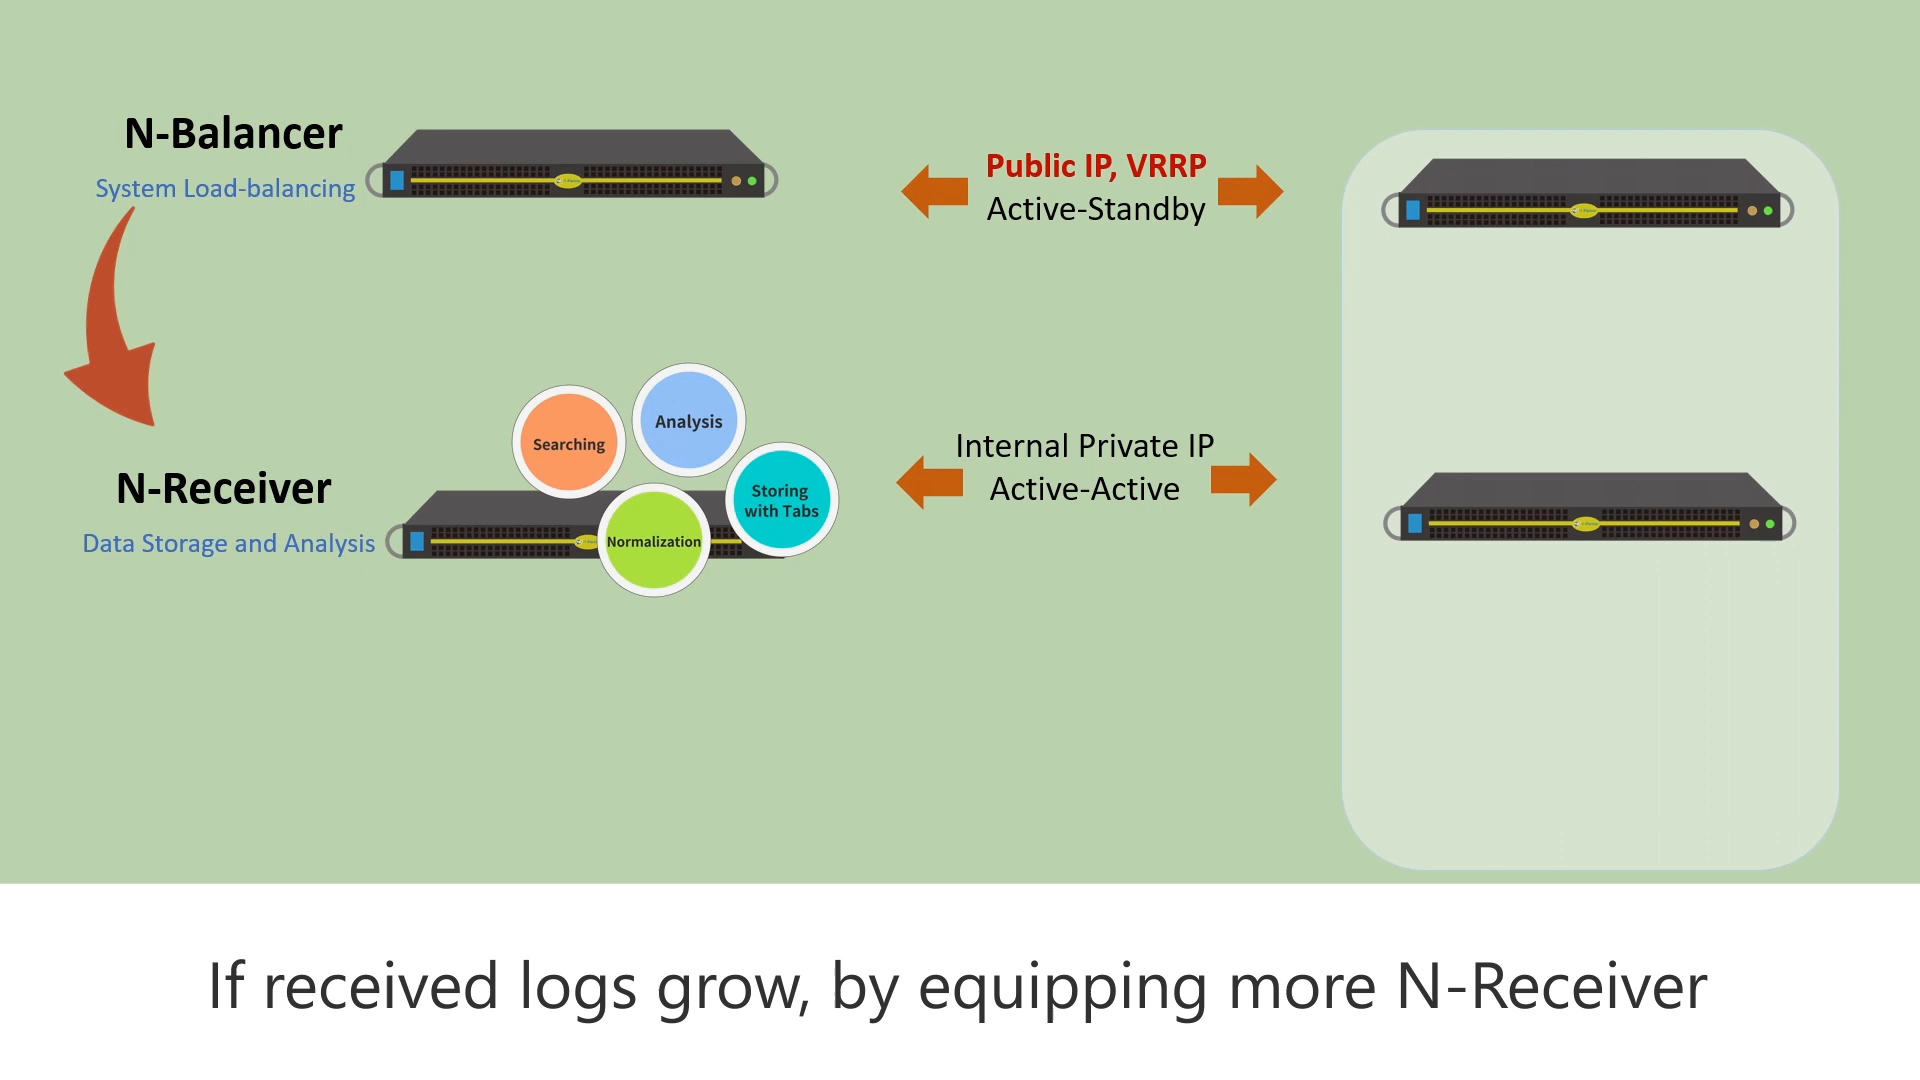 N-Balancer
System Load-balancing
Public IP, VRRP
Active-Standby
Searching
Analysis
Storing
with Tabs
Normalization
N-Receiver
Data Storage and Analysis
Internal Private IP
Active-Active
If received logs grow, by equipping more N-Receiver